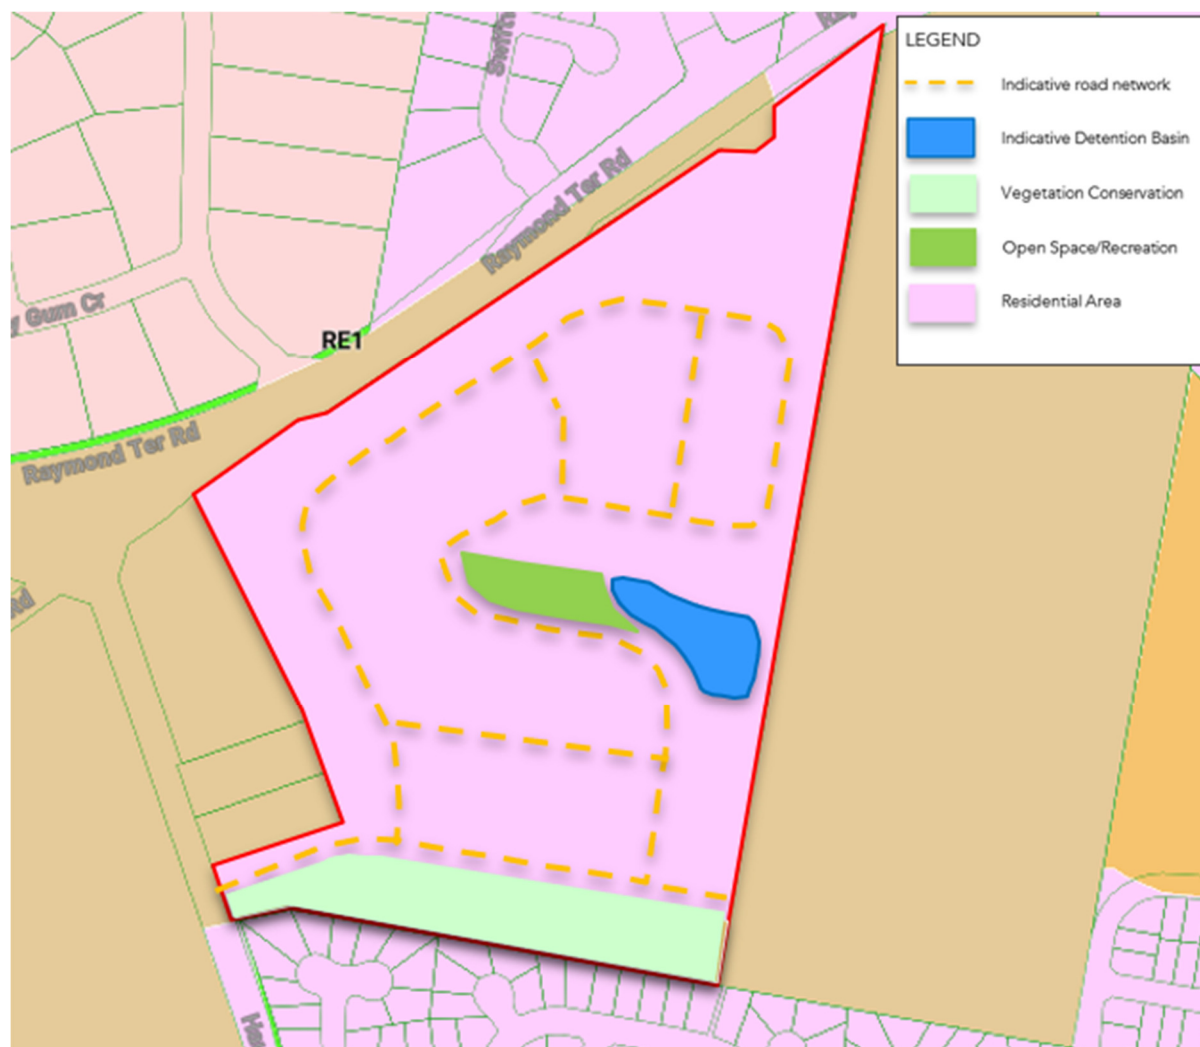 LEGEND
Indicative road network
Indicative Detention Basin
Vegetation Conservation
Open Space/Recreation
Residential Area
Raymond Ter Rd
Gum Cr
RE1
Raymond Ter Rd
Rd